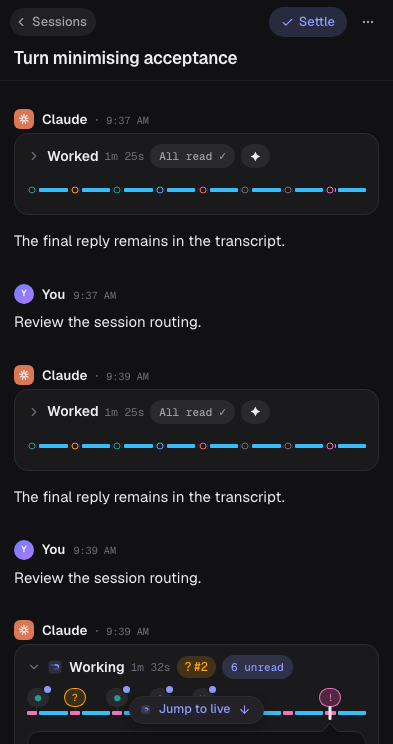 Sessions
Settle
Turn minimising acceptance
Claude · 9:37 AM
Worked 1m 25s All read ✓
The final reply remains in the transcript.
Y You 9:37 AM
Review the session routing.
Claude · 9:39 AM
Worked 1m 25s All read ✓
The final reply remains in the transcript.
Y You 9:39 AM
Review the session routing.
Claude · 9:39 AM
Working 1m 32s ? #2 6 unread
? !
Jump to live ↓